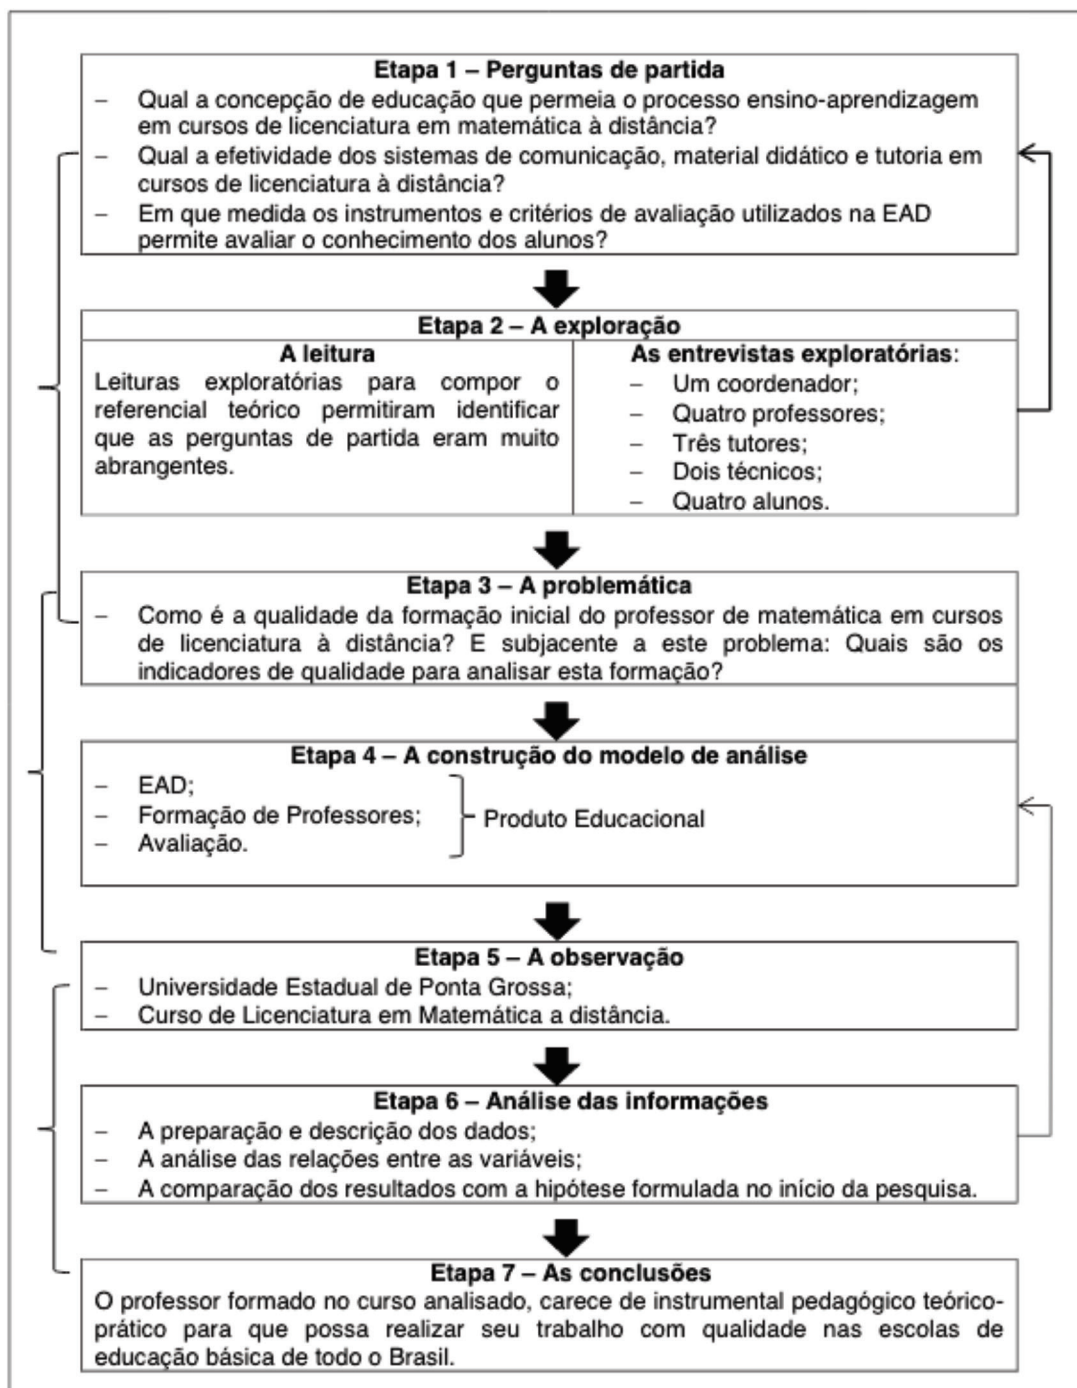 Etapa 1 – Perguntas de partida
– Qual a concepção de educação que permeia o processo ensino-aprendizagem
em cursos de licenciatura em matemática à distância?
– Qual a efetividade dos sistemas de comunicação, material didático e tutoria em
cursos de licenciatura à distância?
– Em que medida os instrumentos e critérios de avaliação utilizados na EAD
permite avaliar o conhecimento dos alunos?
Etapa 2 – A exploração
A leitura
Leituras exploratórias para compor o
referencial teórico permitiram identificar
que as perguntas de partida eram muito
abrangentes.
As entrevistas exploratórias:
– Um coordenador;
– Quatro professores;
– Três tutores;
– Dois técnicos;
– Quatro alunos.
Etapa 3 – A problemática
– Como é a qualidade da formação inicial do professor de matemática em cursos
de licenciatura à distância? E subjacente a este problema: Quais são os
indicadores de qualidade para analisar esta formação?
Etapa 4 – A construção do modelo de análise
– EAD;
– Formação de Professores;
– Avaliação.
Produto Educacional
Etapa 5 – A observação
– Universidade Estadual de Ponta Grossa;
– Curso de Licenciatura em Matemática a distância.
Etapa 6 – Análise das informações
– A preparação e descrição dos dados;
– A análise das relações entre as variáveis;
– A comparação dos resultados com a hipótese formulada no início da pesquisa.
Etapa 7 – As conclusões
O professor formado no curso analisado, carece de instrumental pedagógico teórico-
prático para que possa realizar seu trabalho com qualidade nas escolas de
educação básica de todo o Brasil.